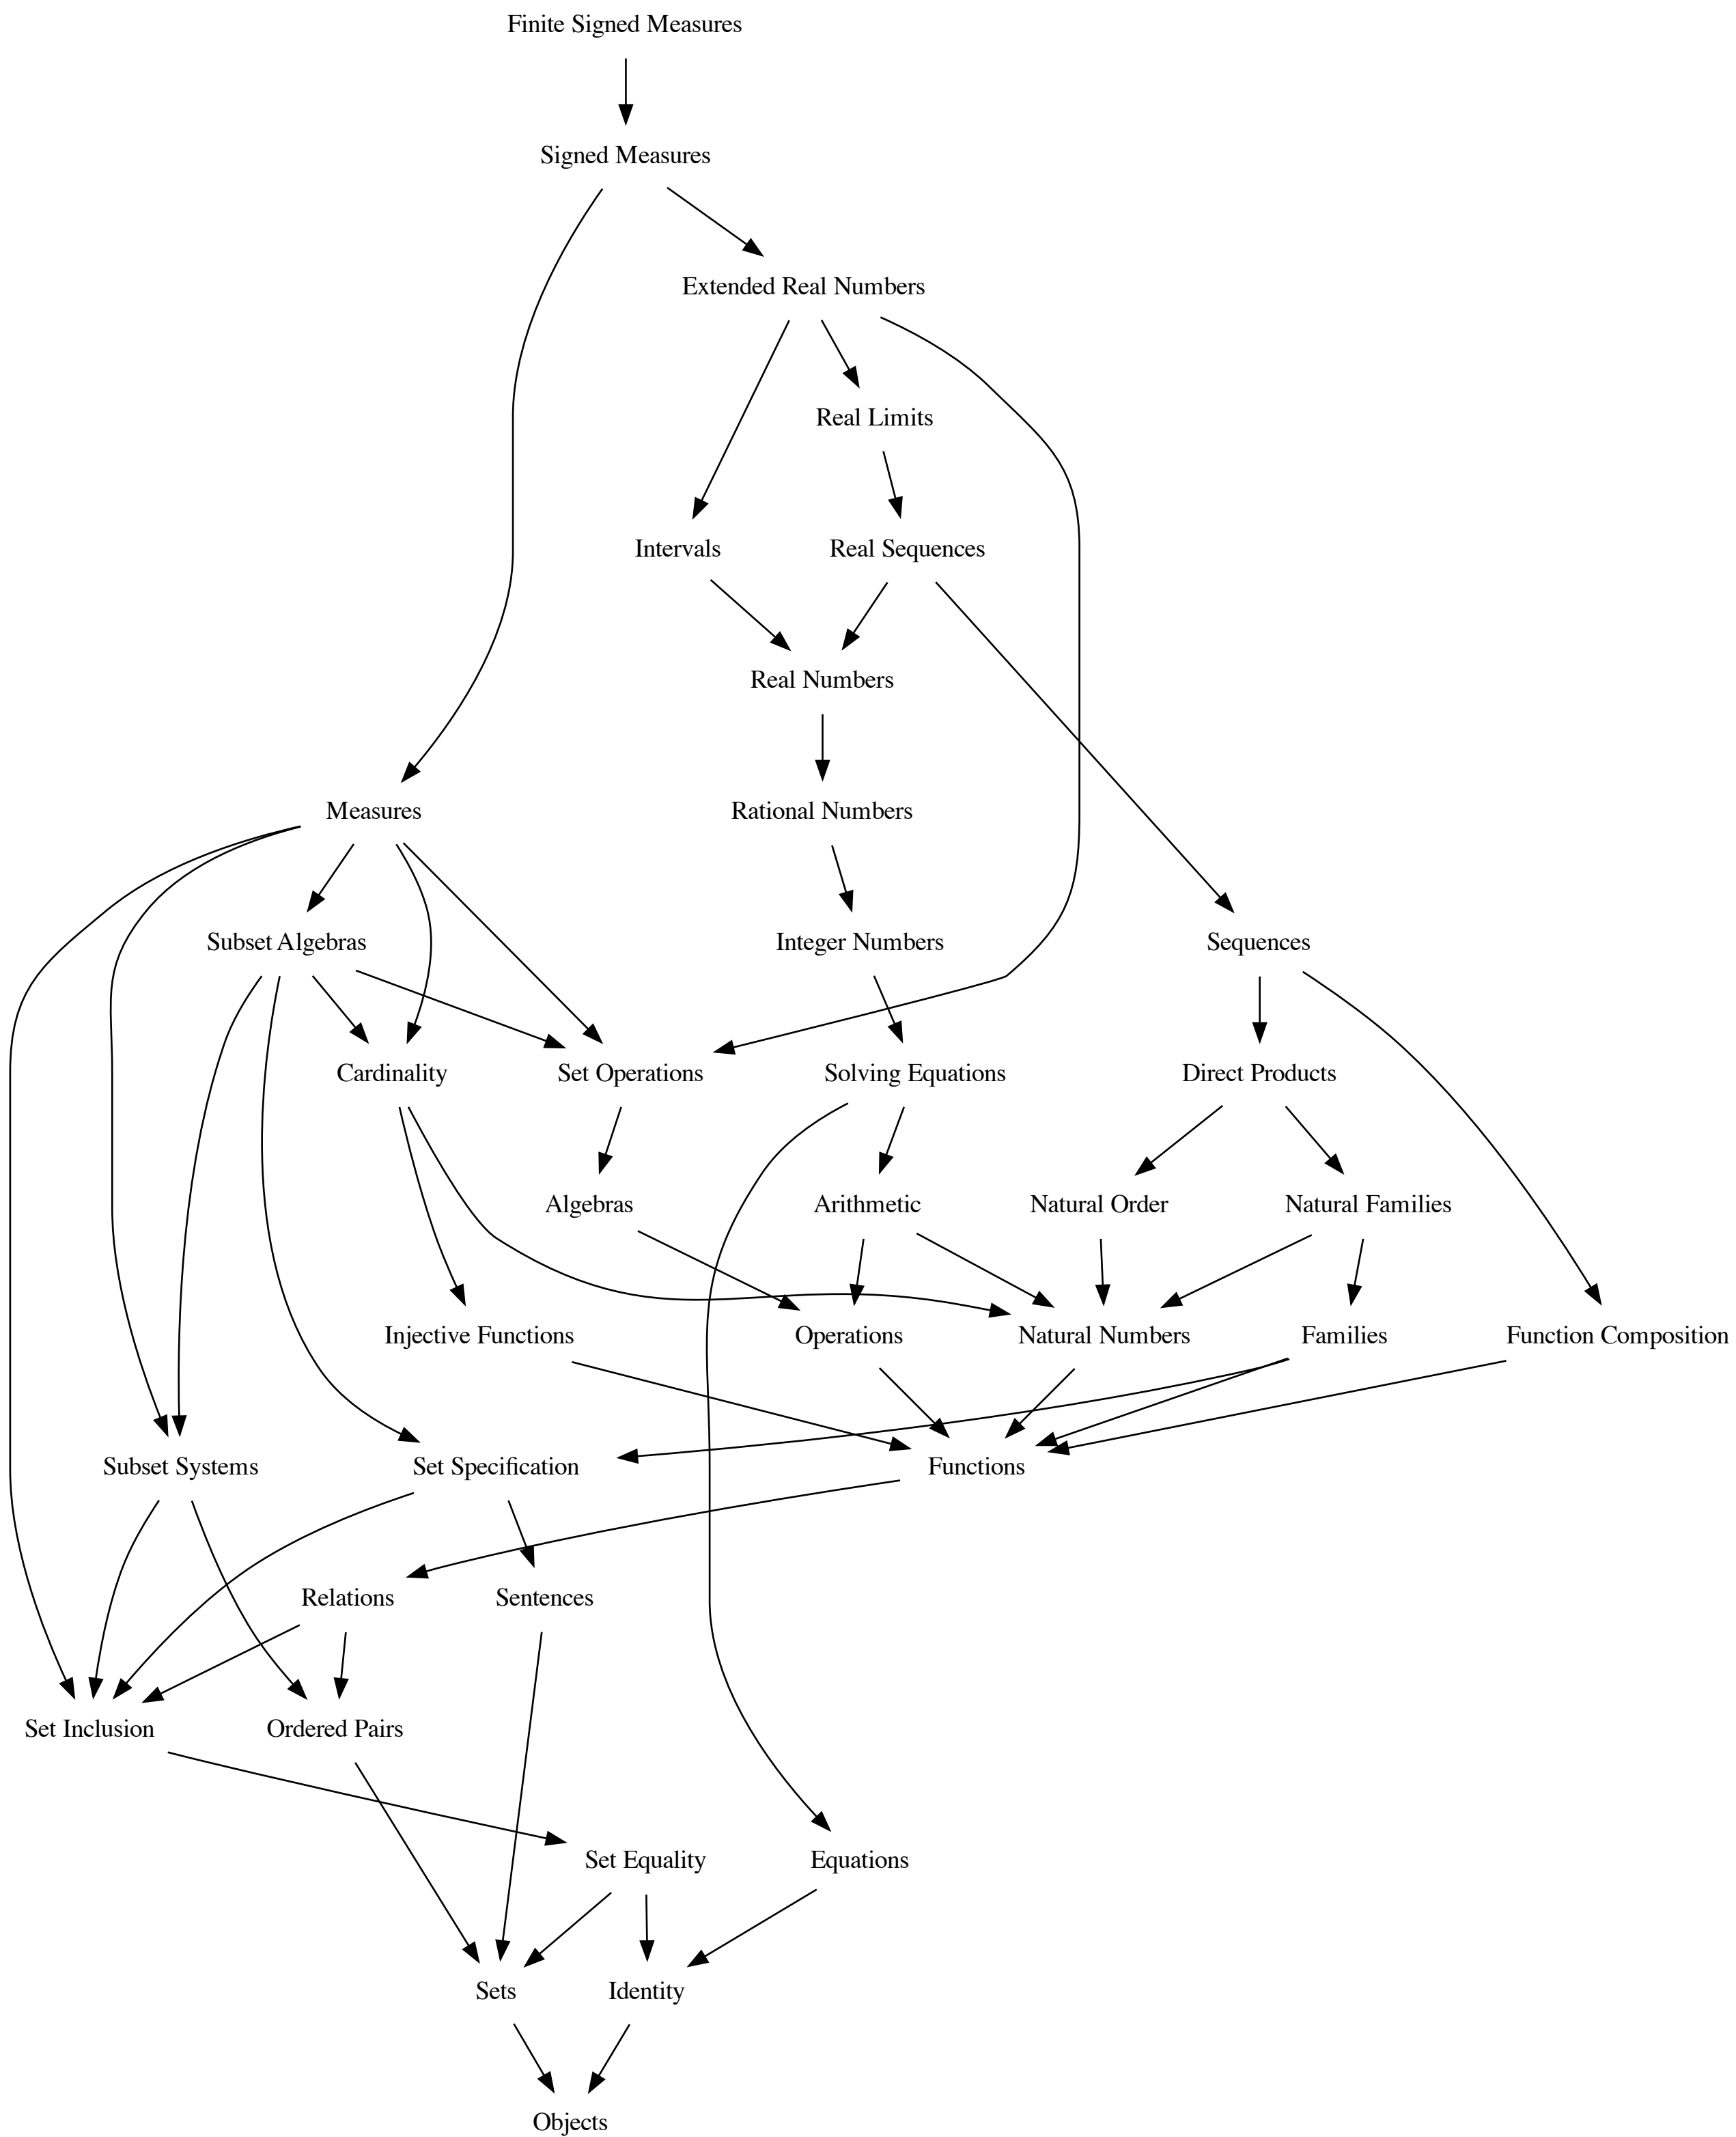 Finite Signed Measures
Signed Measures
Extended Real Numbers
Real Limits
Intervals
Real Sequences
Real Numbers
Measures
Rational Numbers
Subset Algebras
Integer Numbers
Sequences
Cardinality
Set Operations
Solving Equations
Direct Products
Algebras
Arithmetic
Natural Order
Natural Families
Injective Functions
Operations
Natural Numbers
Families
Function Composition
Subset Systems
Set Specification
Functions
Relations
Sentences
Set Inclusion
Ordered Pairs
Set Equality
Equations
Sets
Identity
Objects